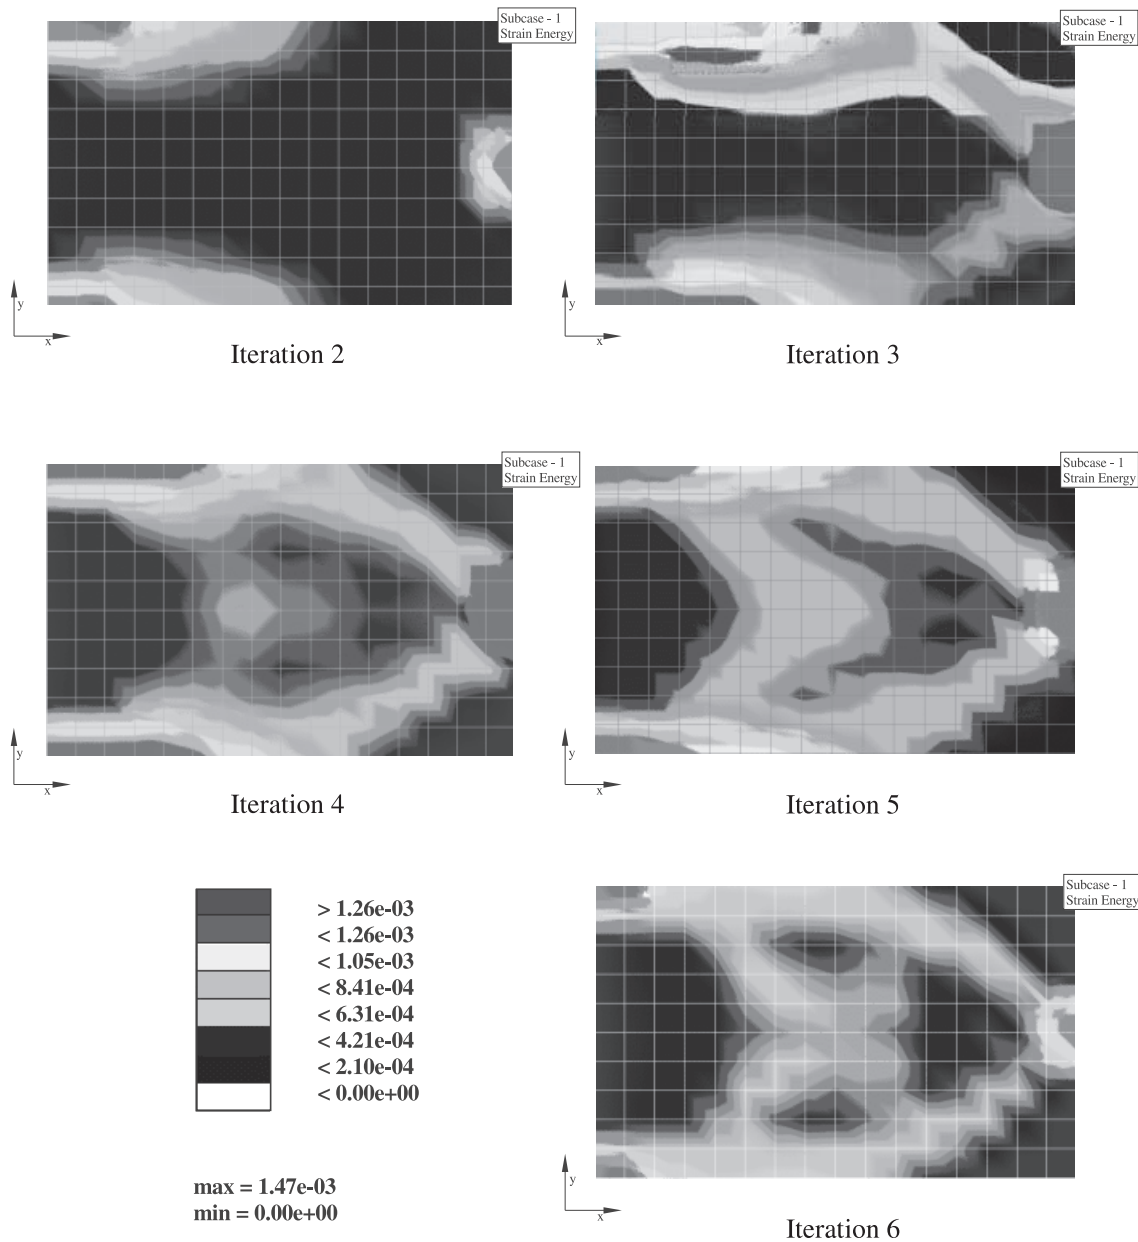 Subcase - 1
Strain Energy
Subcase - 1
Strain Energy
y
x
Iteration 2
y
x
Iteration 3
Subcase - 1
Strain Energy
Subcase - 1
Strain Energy
y
x
Iteration 4
y
x
Iteration 5
> 1.26e-03
< 1.26e-03
< 1.05e-03
< 8.41e-04
< 6.31e-04
< 4.21e-04
< 2.10e-04
< 0.00e+00
max = 1.47e-03
min = 0.00e+00
Subcase - 1
Strain Energy
y
x
Iteration 6